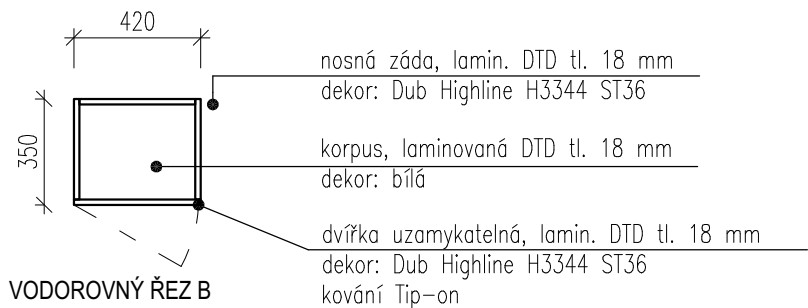 420
nosná záda, lamin. DTD tl. 18 mm
dekor: Dub Highline H3344 ST36
350
korpus, laminovaná DTD tl. 18 mm
dekor: bílá
dvířka uzamykatelná, lamin. DTD tl. 18 mm
dekor: Dub Highline H3344 ST36
kování Tip-on
VODOROVNÝ ŘEZ B